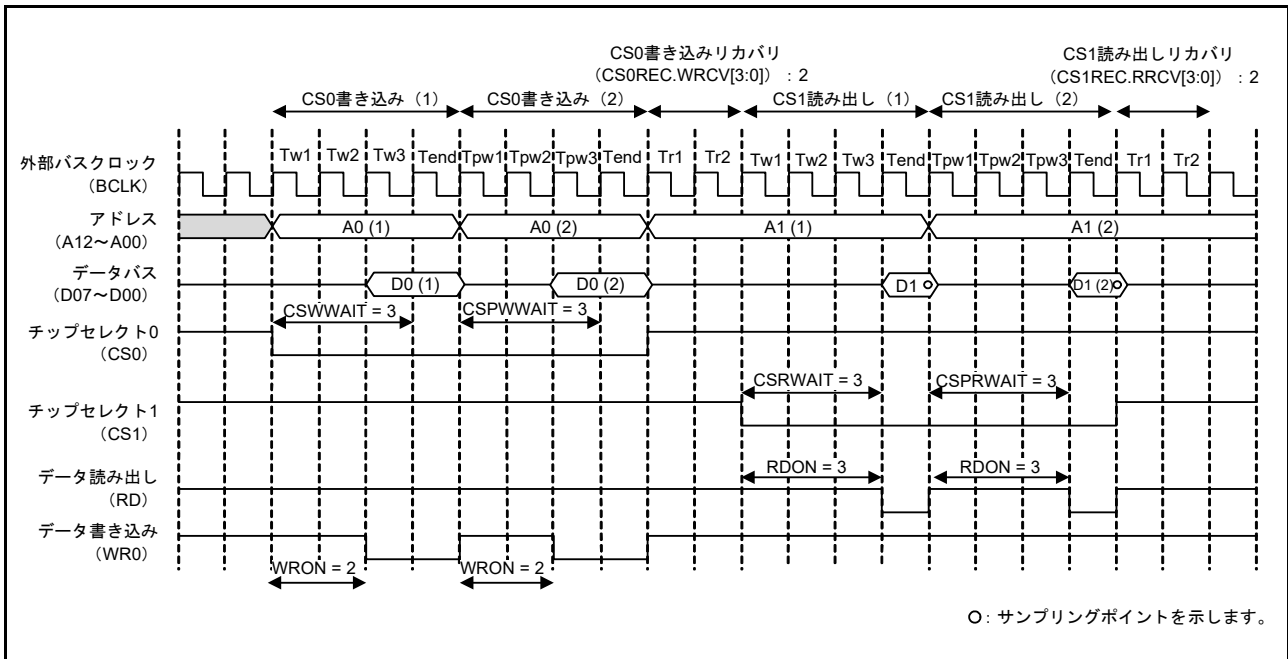 CS0書き込みリカバリ
（CS0REC.WRCV[3:0]）：2
CS1読み出しリカバリ
（CS1REC.RRCV[3:0]）：2
CS0書き込み（1）
CS0書き込み（2）
CS1読み出し（1）
CS1読み出し（2）
Tw1 Tw2 Tw3 Tend Tpw1 Tpw2 Tpw3 Tend Tr1 Tr2 Tw1 Tw2 Tw3 Tend Tpw1 Tpw2 Tpw3 Tend Tr1 Tr2
外部バスクロック
（BCLK）
アドレス
（A12～A00）
A0 (1)
A0 (2)
A1 (1)
A1 (2)
データバス
（D07～D00）
D0 (1)
D0 (2)
D1
D1 (2)
CSWWAIT = 3
CSPWWAIT = 3
チップセレクト0
（CS0）
CSRWAIT = 3
CSPRWAIT = 3
チップセレクト1
（CS1）
RDON = 3
RDON = 3
データ読み出し
（RD）
データ書き込み
（WR0）
WRON = 2
WRON = 2
：サンプリングポイントを示します。